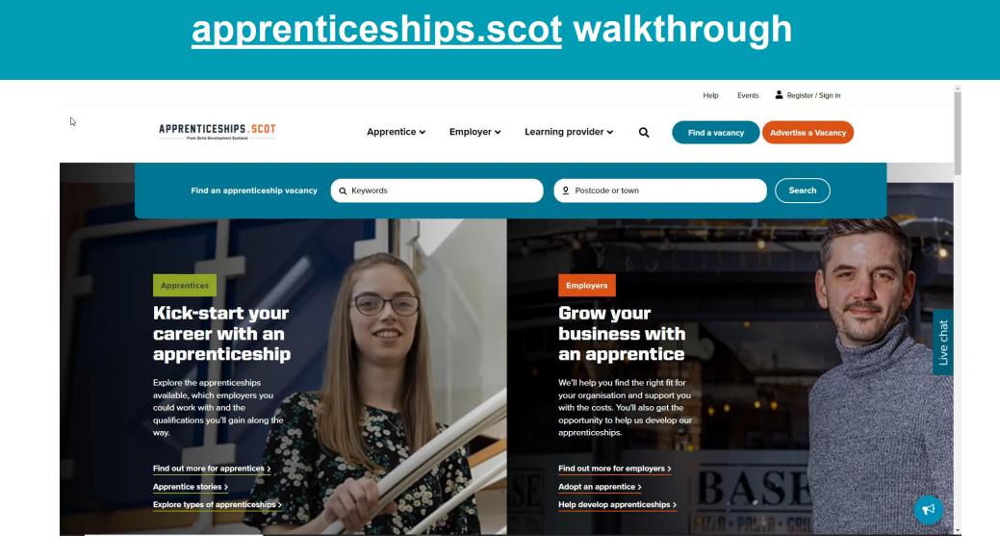 apprenticeships.scot walkthrough
Help Events Register / Sign in
APPRENTICESHIPS.SCOT
From Skills Development Scotland
Apprentice Employer Learning provider Find a vacancy Advertise a Vacancy
Find an apprenticeship vacancy Keywords Postcode or town Search
Apprentices
Kick-start your
career with an
apprenticeship
Explore the apprenticeships
available, which employers you
could work with and the
qualifications you'll gain along the
way.
Find out more for apprentices >
Apprentice stories >
Explore types of apprenticeships >
Employers
Grow your
business with
an apprentice
We'll help you find the right fit for
your organisation and support you
with the costs. You'll also get the
opportunity to help us develop our
apprenticeships.
Find out more for employers >
Adopt an apprentice >
Help develop apprenticeships >
Live chat
BASE